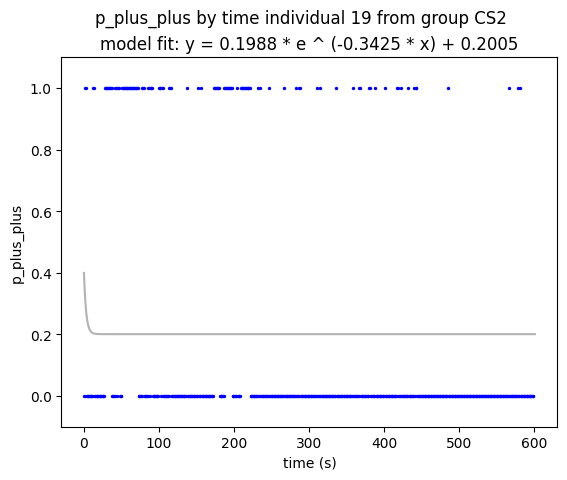 p_plus_plus by time individual 19 from group CS2
model fit: y = 0.1988 * e ^ (-0.3425 * x) + 0.2005
1.0
0.8
0.6
0.4
0.2
0.0
p_plus_plus
0 100 200 300 400 500 600
time (s)